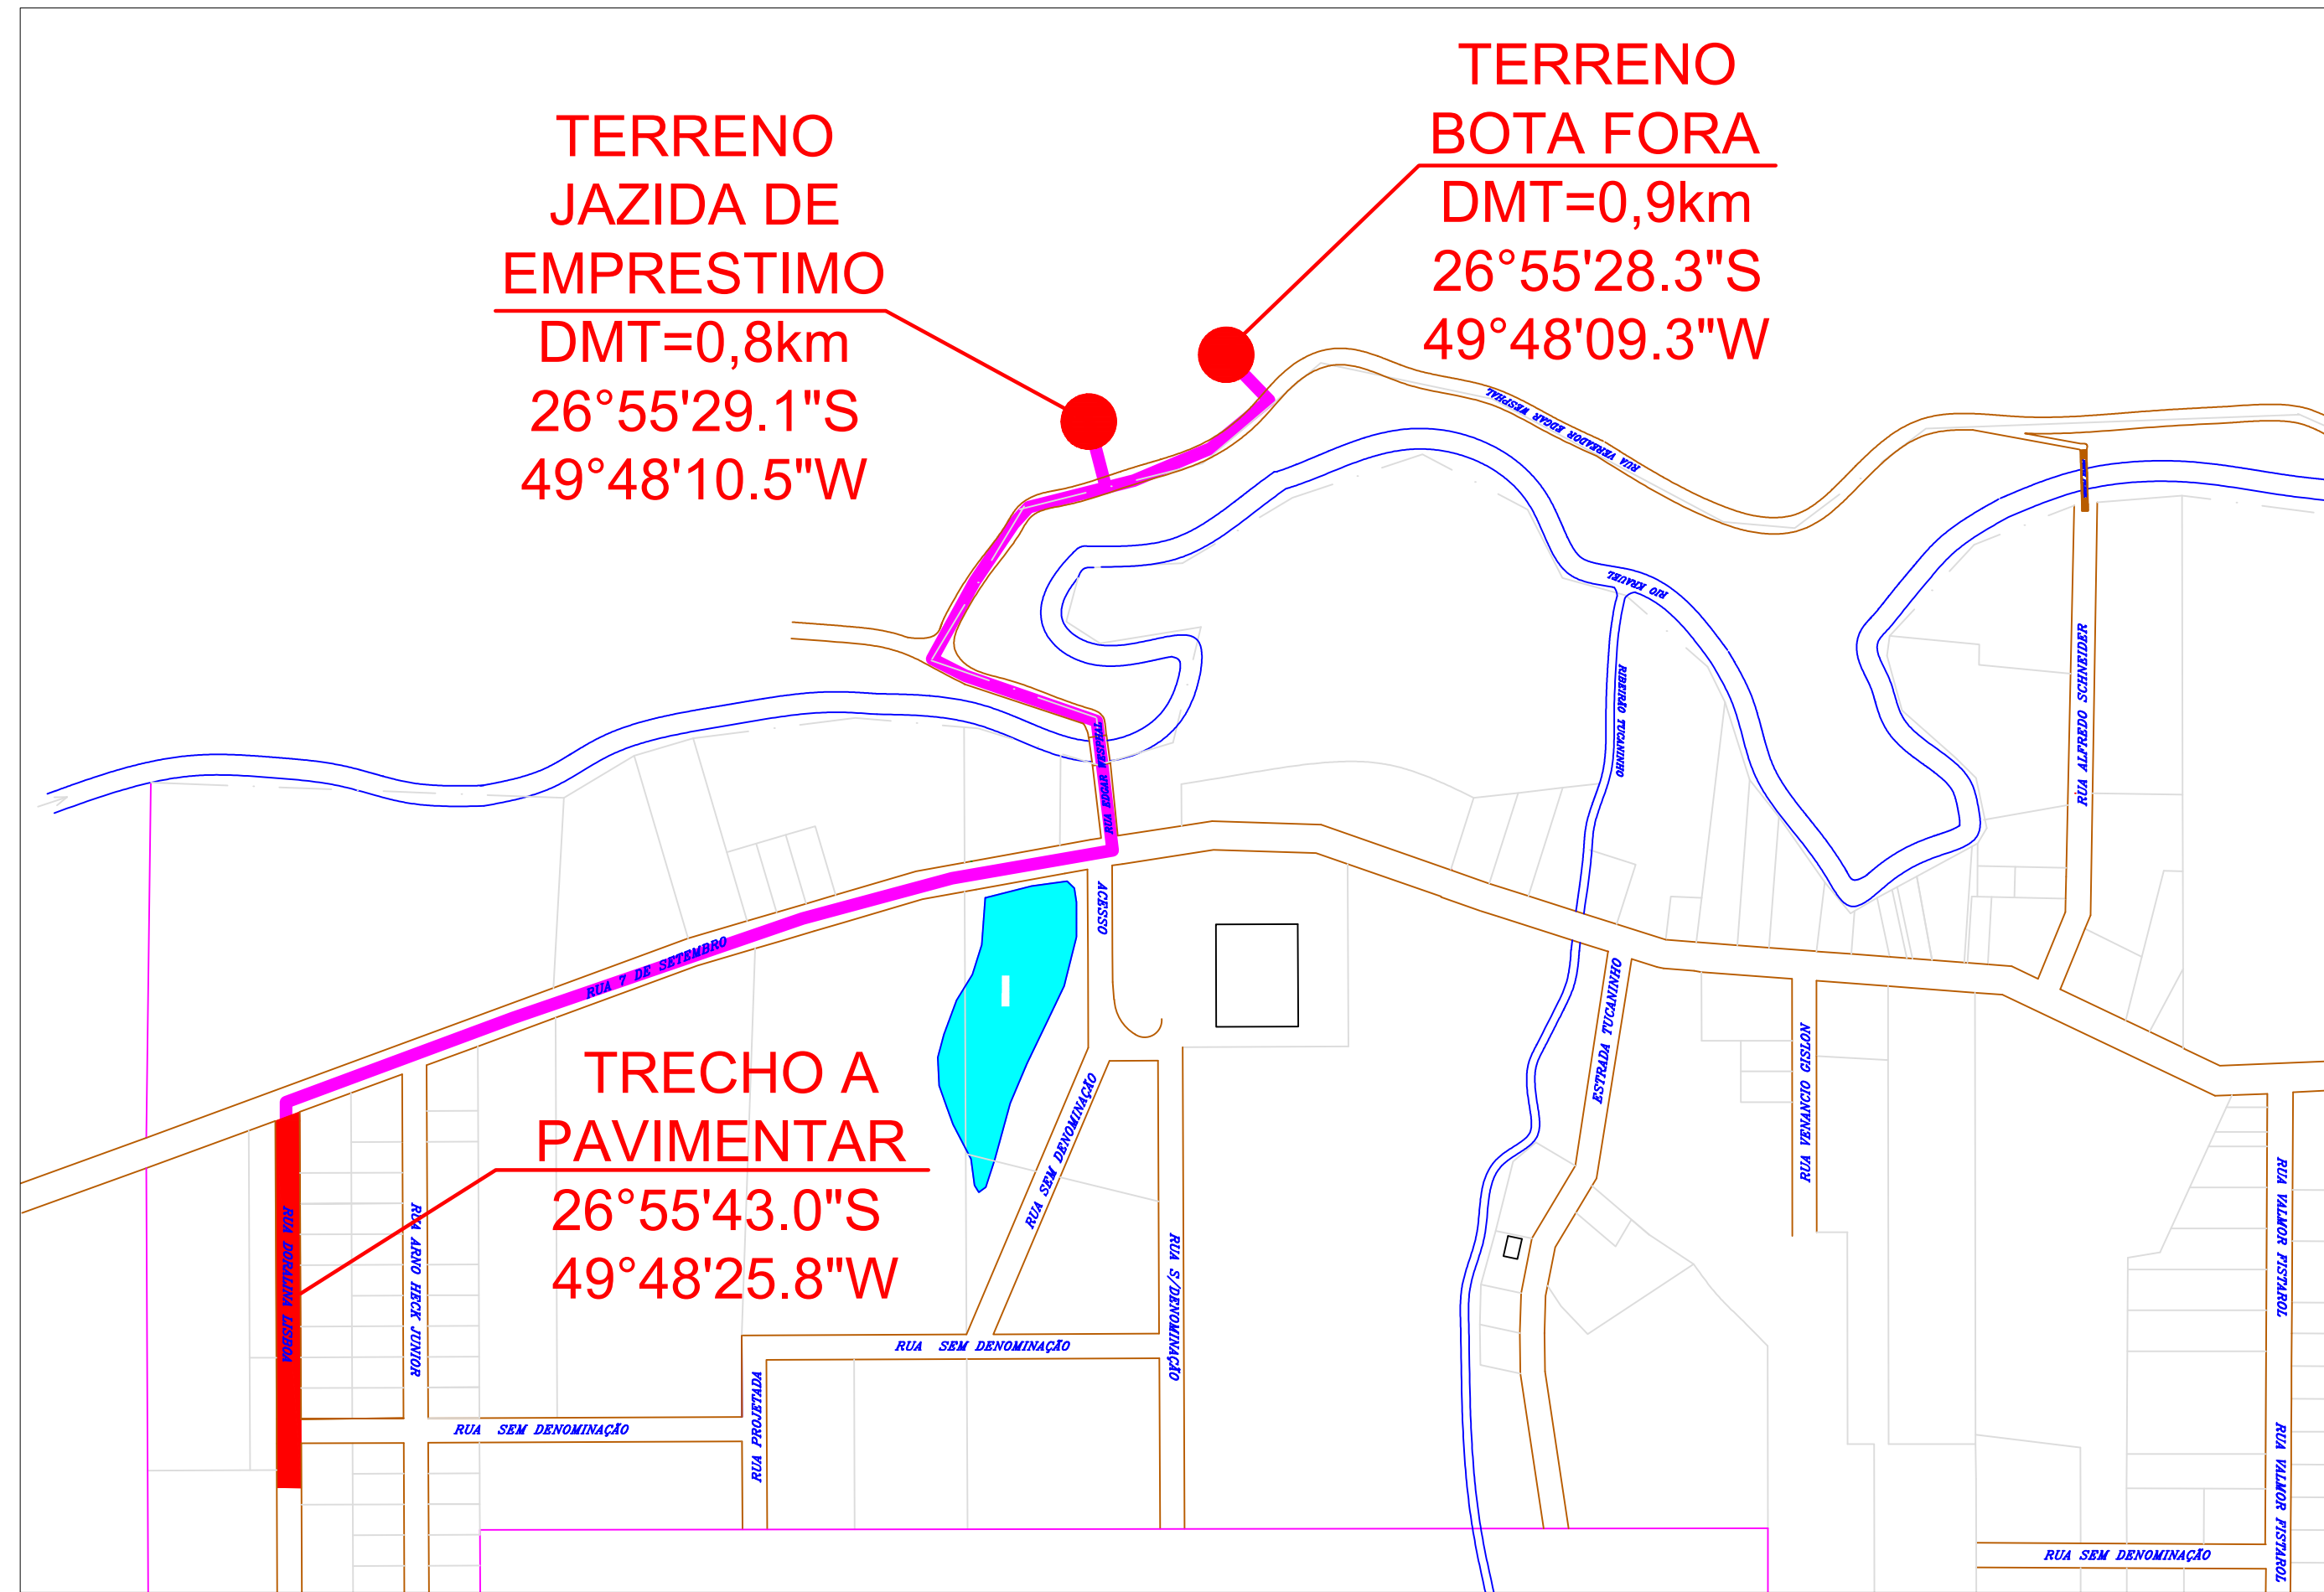 TERRENO
JAZIDA DE
EMPRESTIMO
DMT=0,8km
26°55'29.1"S
49°48'10.5"W
TERRENO
BOTA FORA
DMT=0,9km
26°55'28.3"S
49°48'09.3"W
RUA VEREADOR EDGAR WESPHAL
RIO KRAUEL
RIBEIRÃO TUCANINHO
RUA ALFREDO SCHNEIDER
RUA EDGAR WESPHAL
ACESSO
RUA 7 DE SETEMBRO
TRECHO A
PAVIMENTAR
26°55'43.0"S
49°48'25.8"W
RUA DORALINA LISBOA
RUA ARNO HECK JUNIOR
RUA SEM DENOMINAÇÃO
RUA S/DENOMINAÇÃO
ESTRADA TUCANINHO
RUA VENANCIO GISLON
RUA VALMOR FISTAROL
RUA SEM DENOMINAÇÃO
RUA SEM DENOMINAÇÃO
RUA PROJETADA
RUA VALMOR FISTAROL
RUA SEM DENOMINAÇÃO